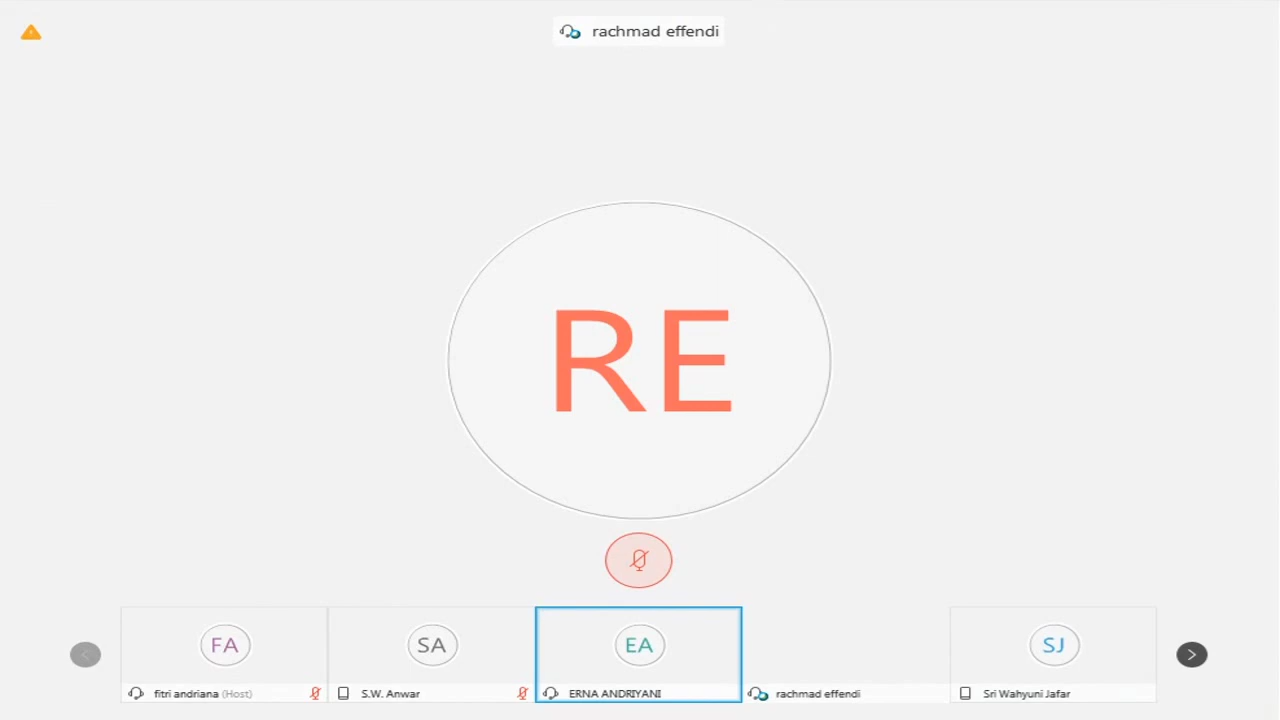 rachmad effendi
RE
FA
SA
EA
SJ
fitri andriana (Host)
S.W. Anwar
ERNA ANDRIYANI
rachmad effendi
Sri Wahyuni Jafar